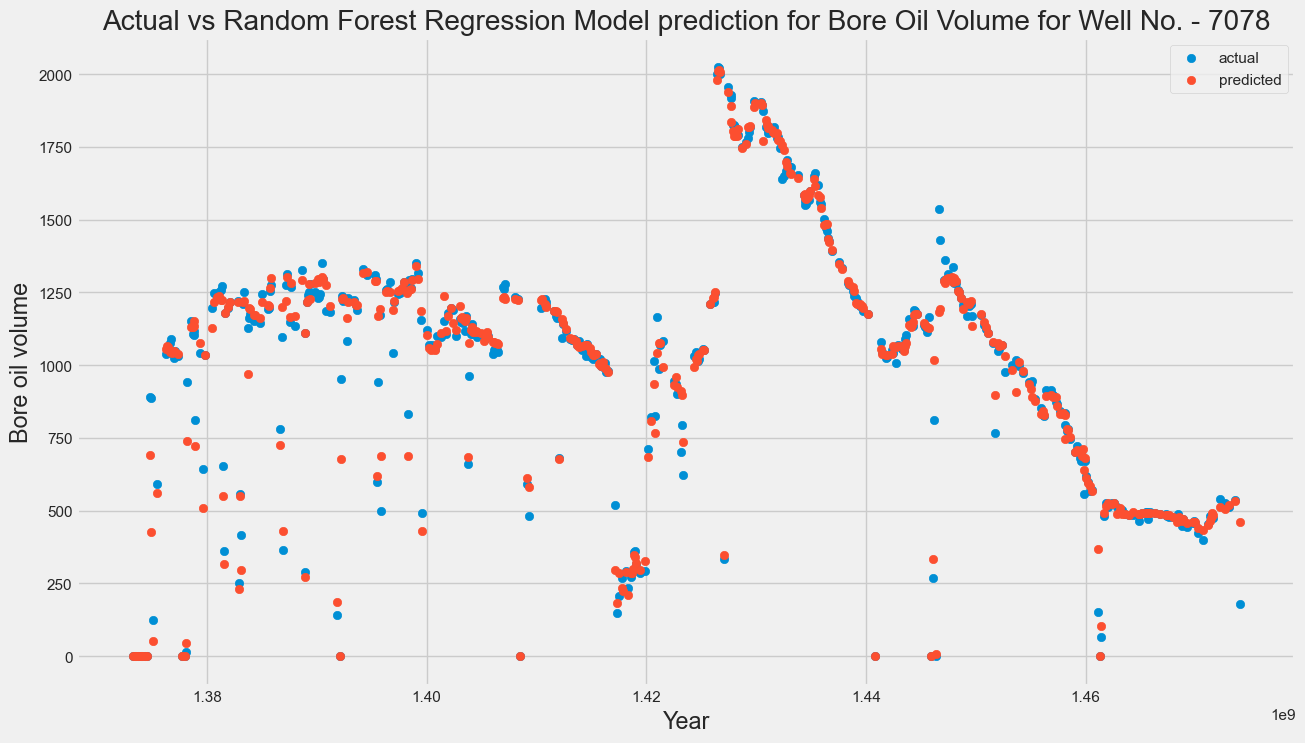 Actual vs Random Forest Regression Model prediction for Bore Oil Volume for Well No. - 7078
actual
predicted
Bore oil volume
2000
1750
1500
1250
1000
750
500
250
0
1.38
1.40
1.42
1.44
1.46
1e9
Year